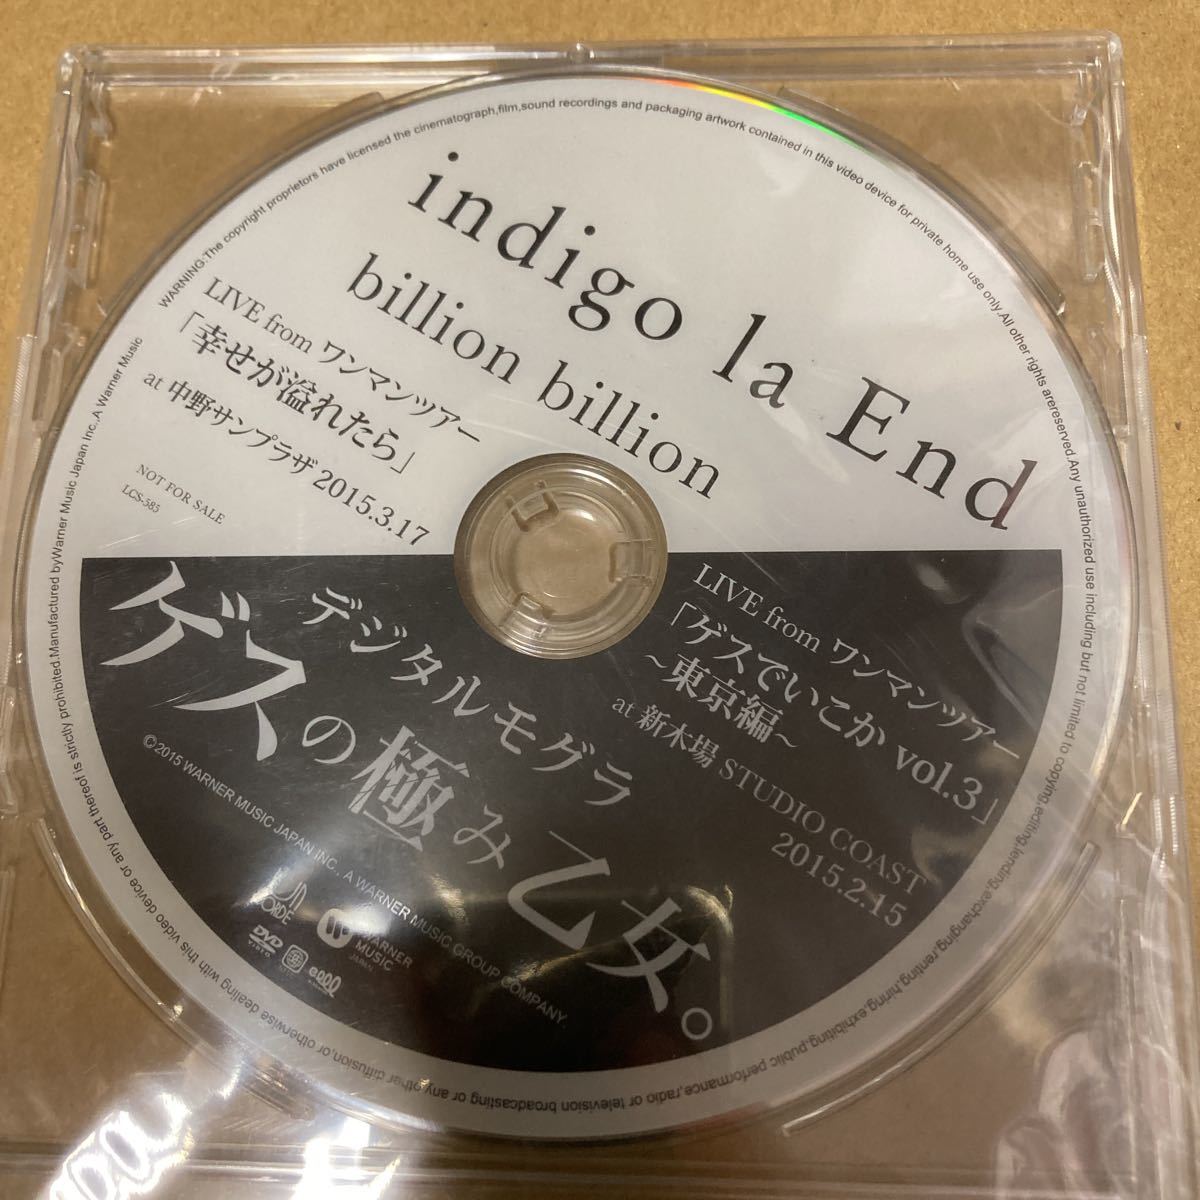 indigo la End
billion billion
LIVE from ワンマンツアー
「幸せが溢れたら」
at 中野サンプラザ 2015.3.17
NOT FOR SALE
LCS-585
LIVE from ワンマンツアー
「ゲスでいこか vol.3」
~東京編~
at 新木場 STUDIO COAST
2015.2.15
デジタルモグラ
ゲスの極み乙女。
©2015 WARNER MUSIC JAPAN INC., A WARNER MUSIC GROUP COMPANY.
WARNER
MUSIC
JAPAN
DVD
VIDEO
WARNING:The copyright proprietors have licensed the cinematograph,film,sound recordings and packaging artwork contained in this video device for private home use only.All other rights arereserved.Any unauthorized use including but not limited to copying,editing,lending,exchanging,renting,hiring,exhibiting,public performance,radio or television broadcasting or any other diffusion,or otherwise dealing with this video device or any part thereof is strictly prohibited.Manufactured byWarner Music Japan Inc.,A Warner Music